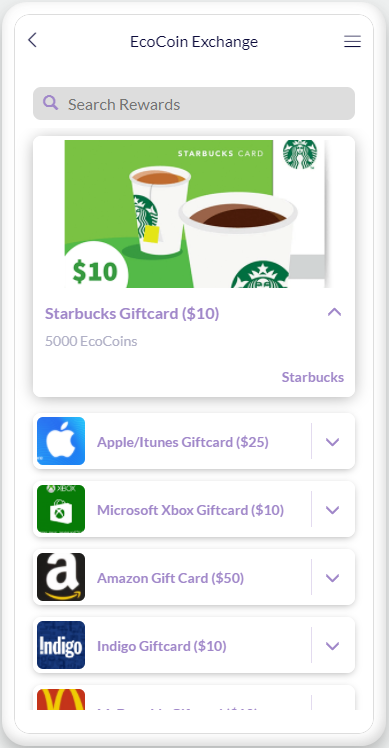 EcoCoin Exchange
Search Rewards
STARBUCKS CARD
$10
Starbucks Giftcard ($10)
5000 EcoCoins
Starbucks
Apple/Itunes Giftcard ($25)
XBOX
Microsoft Xbox Giftcard ($10)
a
Amazon Gift Card ($50)
!ndigo
Indigo Giftcard ($10)